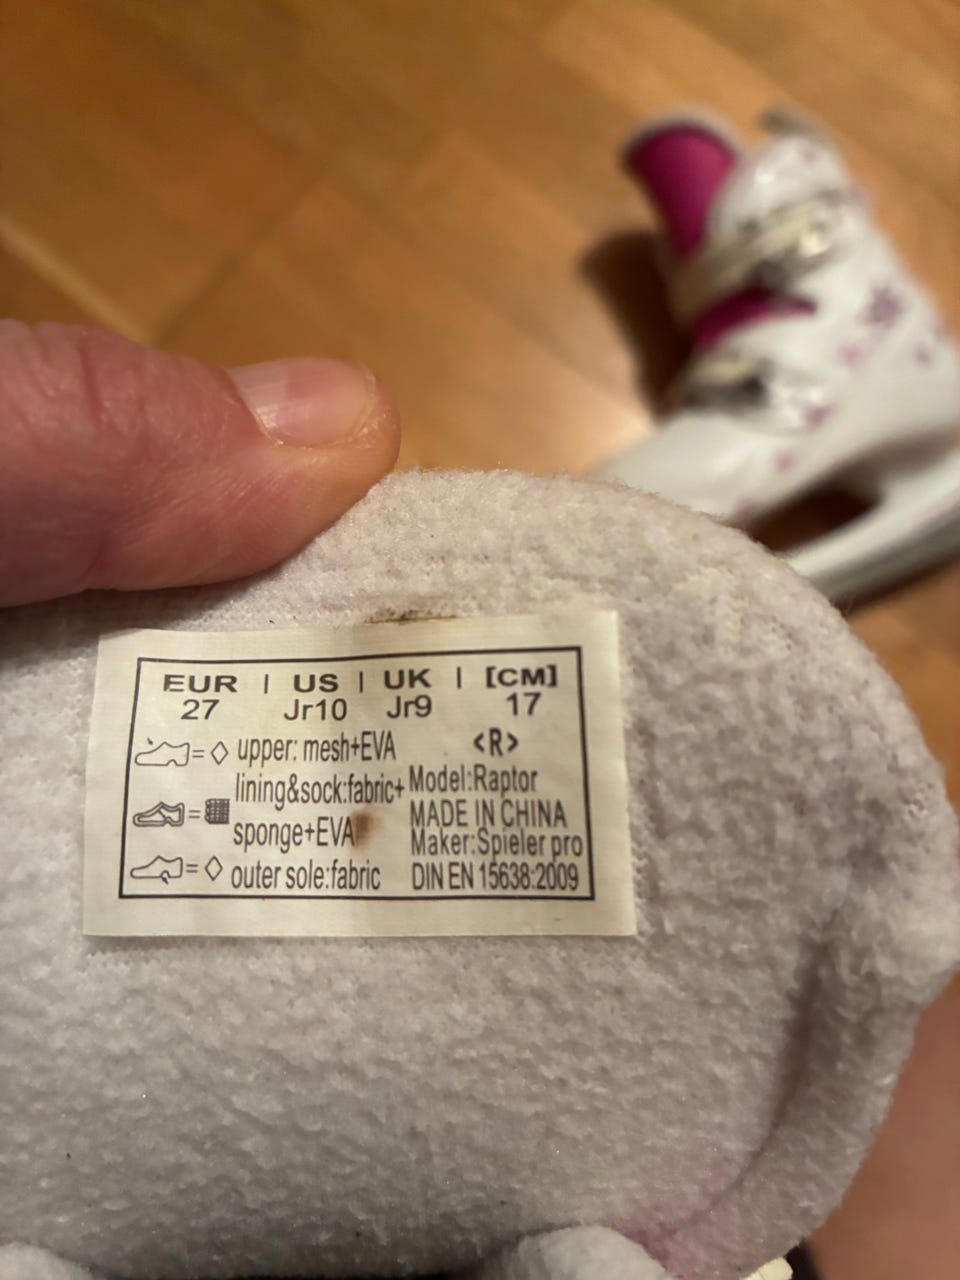 EUR | US | UK | [CM]
27 Jr10 Jr9 17
upper: mesh+EVA <R>
lining&sock:fabric+ Model:Raptor
MADE IN CHINA
sponge+EVA Maker:Spieler pro
outer sole:fabric DIN EN 15638:2009